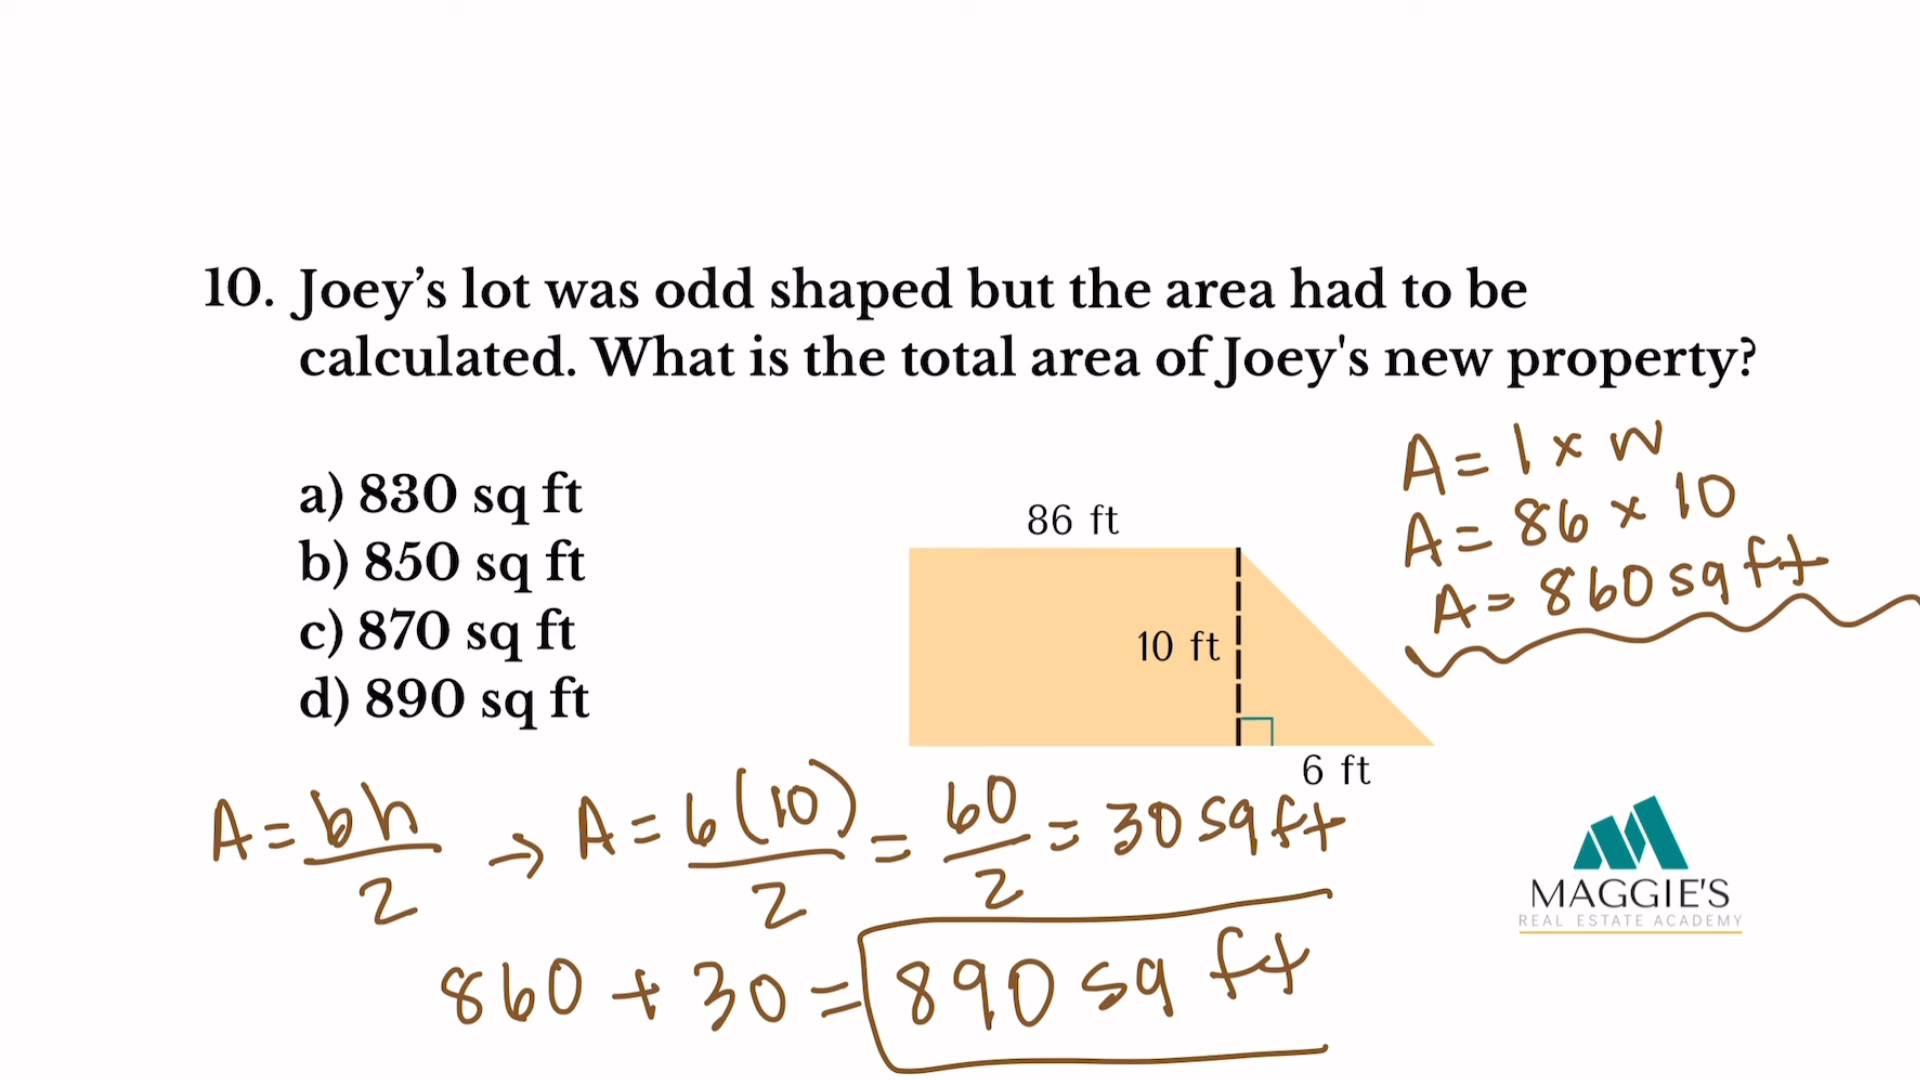 10. Joey’s lot was odd shaped but the area had to be
calculated. What is the total area of Joey's new property?
a) 830 sq ft
b) 850 sq ft
c) 870 sq ft
d) 890 sq ft
86 ft
10 ft
6 ft
A = l x w
A = 86 x 10
A = 860 sq ft
A = bh/2 → A = 6(10)/2 = 60/2 = 30 sq ft
860 + 30 = 890 sq ft
MAGGIE'S
REAL ESTATE ACADEMY